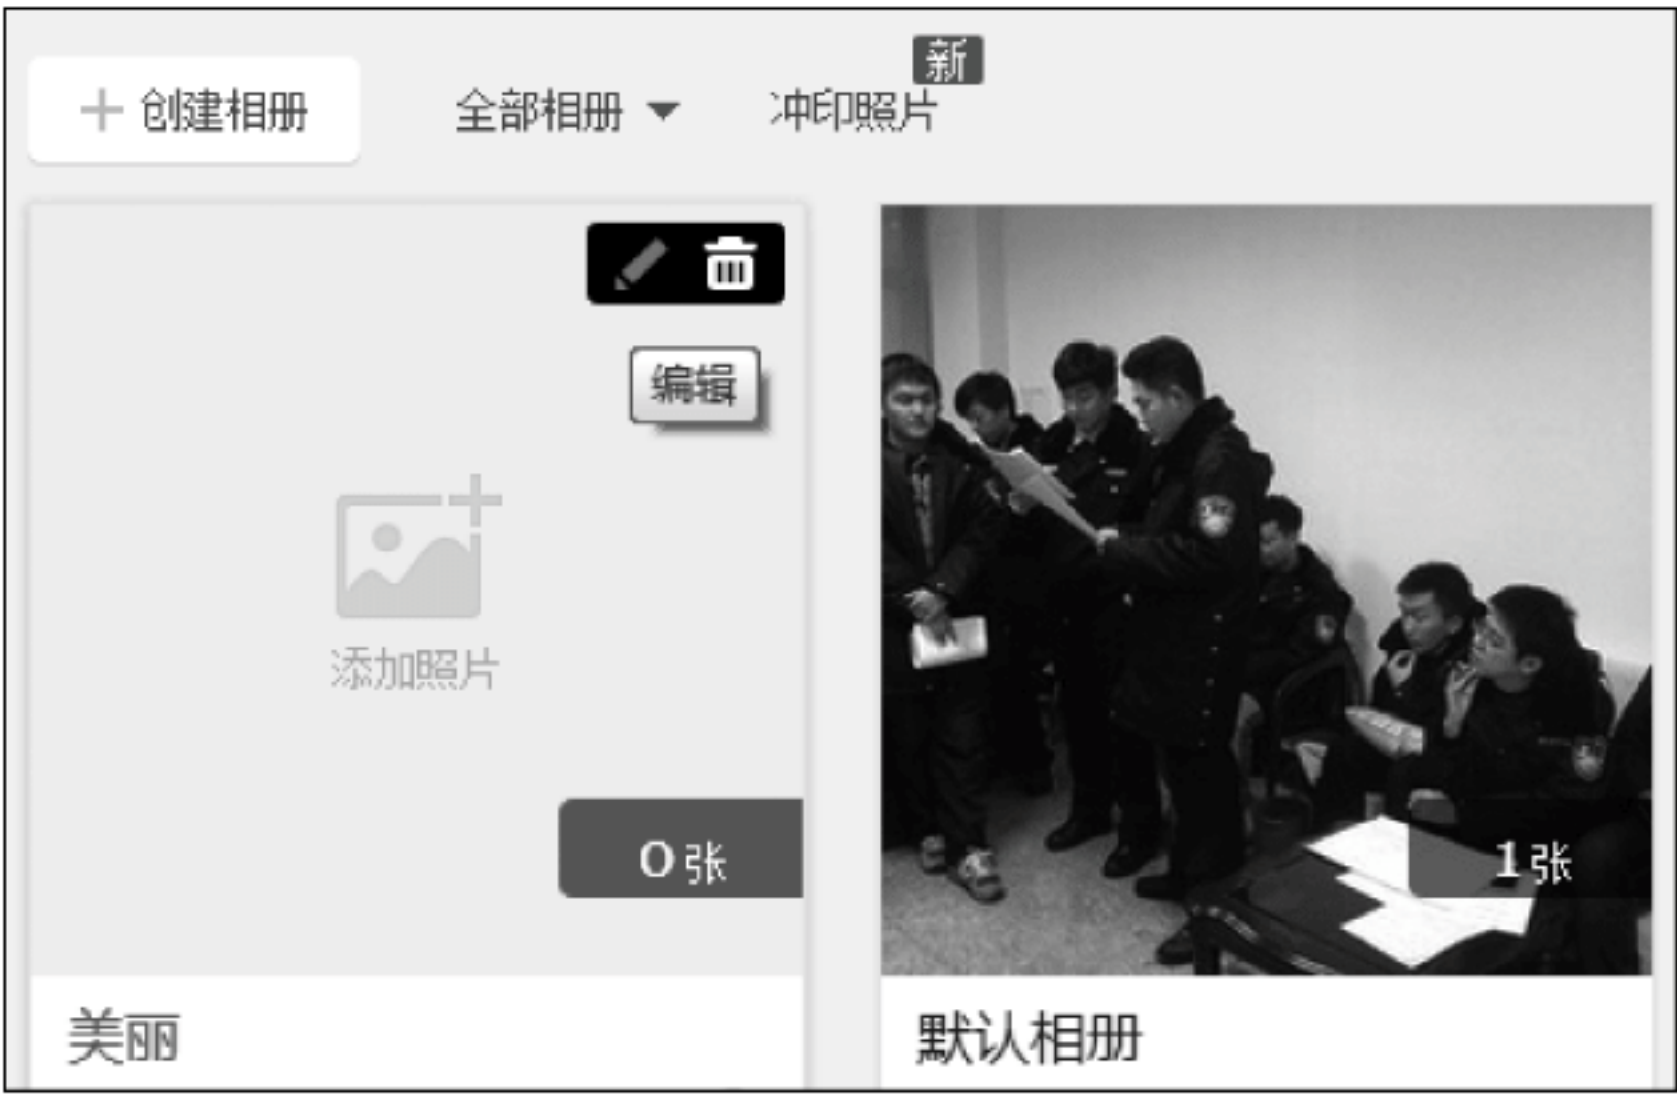 新
创建相册 全部相册 冲印照片
编辑
添加照片
0张 1张
美丽 默认相册